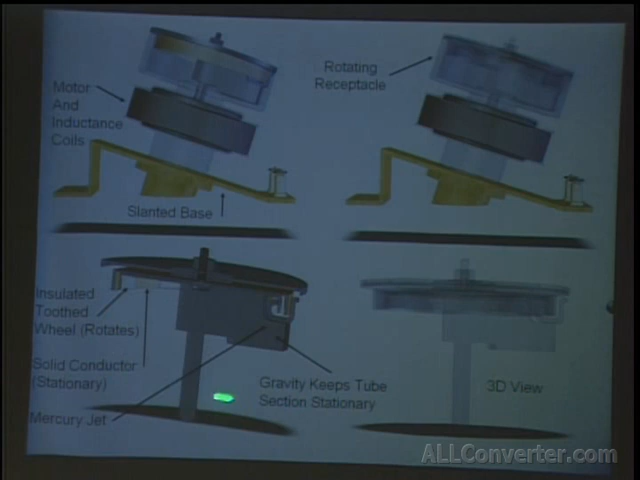 Motor
And
Inductance
Coils
Rotating
Receptacle
Slanted Base
Insulated
Toothed
Wheel (Rotates)
Solid Conductor
(Stationary)
Mercury Jet
Gravity Keeps Tube
Section Stationary
3D View
ALLConverter.com